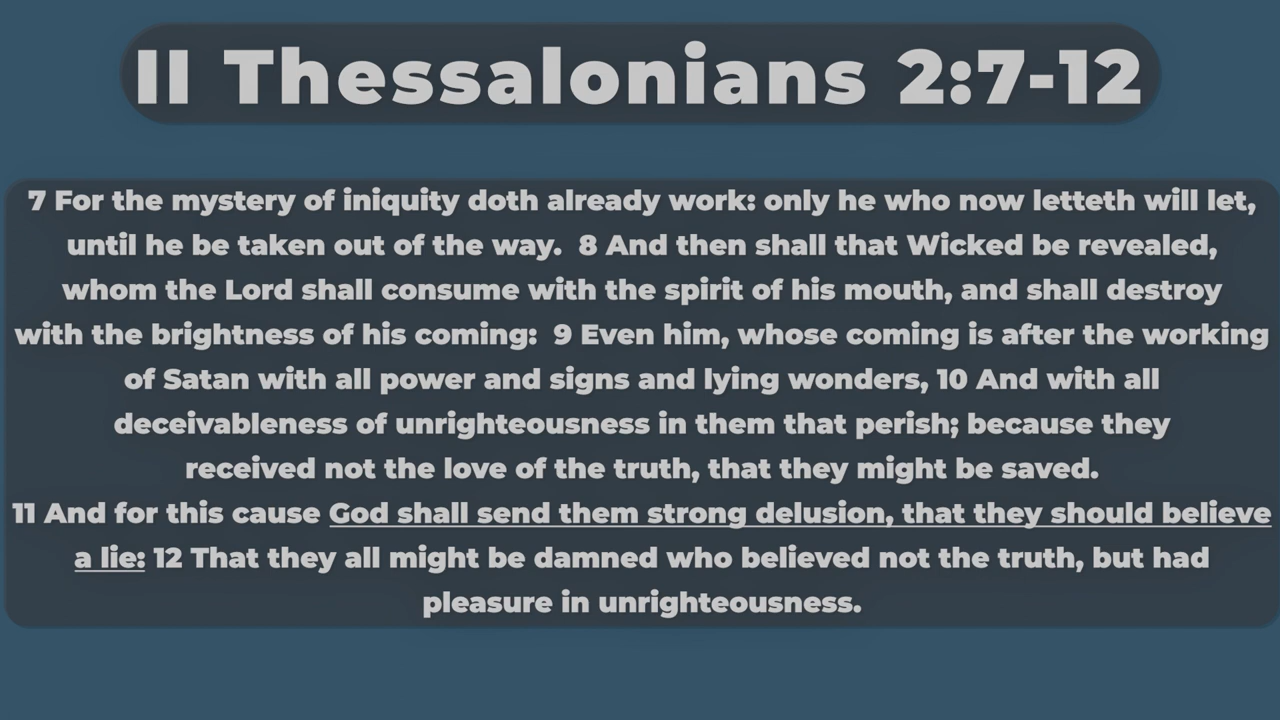 II Thessalonians 2:7-12
7 For the mystery of iniquity doth already work: only he who now letteth will let,
until he be taken out of the way.  8 And then shall that Wicked be revealed,
whom the Lord shall consume with the spirit of his mouth, and shall destroy
with the brightness of his coming:  9 Even him, whose coming is after the working
of Satan with all power and signs and lying wonders, 10 And with all
deceivableness of unrighteousness in them that perish; because they
received not the love of the truth, that they might be saved.
11 And for this cause God shall send them strong delusion, that they should believe
a lie: 12 That they all might be damned who believed not the truth, but had
pleasure in unrighteousness.